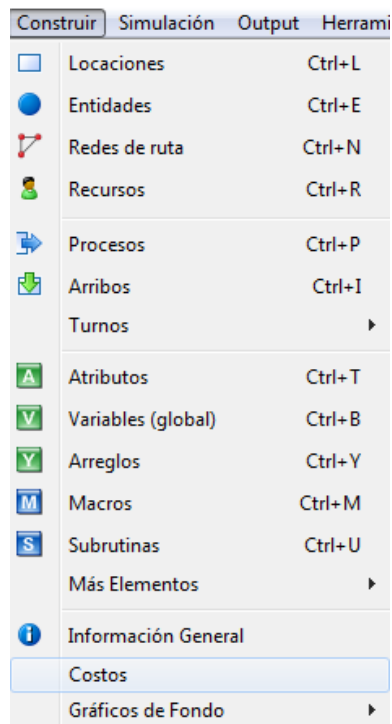 Construir Simulación Output Herrami
Locaciones Ctrl+L
Entidades Ctrl+E
Redes de ruta Ctrl+N
Recursos Ctrl+R
Procesos Ctrl+P
Arribos Ctrl+I
Turnos
A Atributos Ctrl+T
V Variables (global) Ctrl+B
Y Arreglos Ctrl+Y
M Macros Ctrl+M
S Subrutinas Ctrl+U
Más Elementos
i Información General
Costos
Gráficos de Fondo